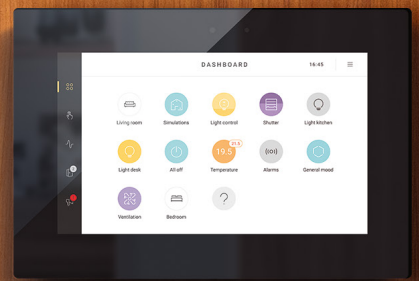 DASHBOARD
16:45
Living room
Simulations
Light control
Shutter
Light kitchen
21.5
19.5
Light desk
All off
Temperature
Alarms
General mood
Ventilation
Bedroom
?